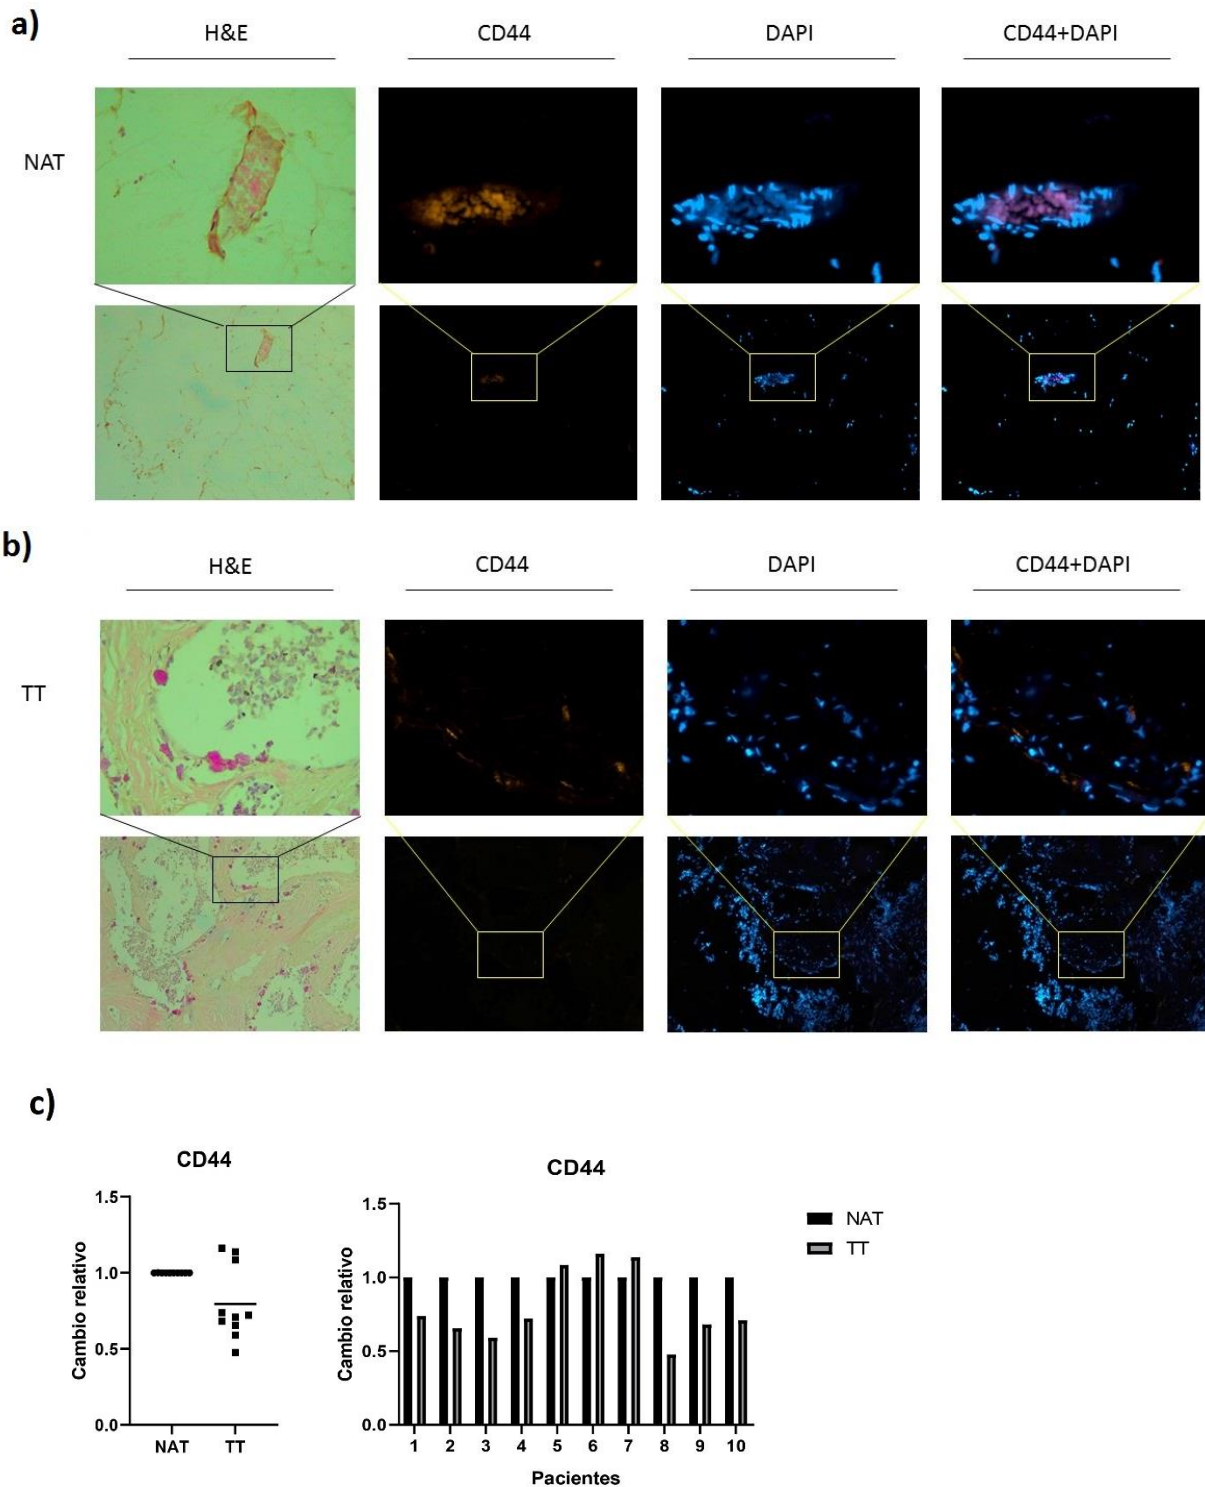 a)
H&E CD44 DAPI CD44+DAPI
NAT
b)
H&E CD44 DAPI CD44+DAPI
TT
c)
CD44
Cambio relativo
1.5
1.0
0.5
0.0
NAT TT
CD44
Cambio relativo
1.5
1.0
0.5
0.0
1 2 3 4 5 6 7 8 9 10
Pacientes
NAT
TT